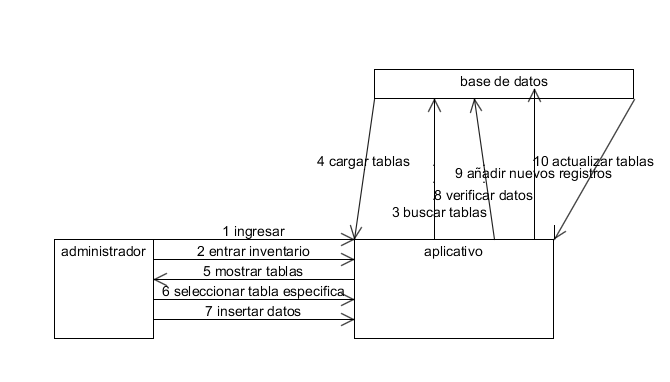 base de datos
4 cargar tablas
10 actualizar tablas
9 añadir nuevos registros
8 verificar datos
3 buscar tablas
1 ingresar
administrador
2 entrar inventario
aplicativo
5 mostrar tablas
6 seleccionar tabla especifica
7 insertar datos